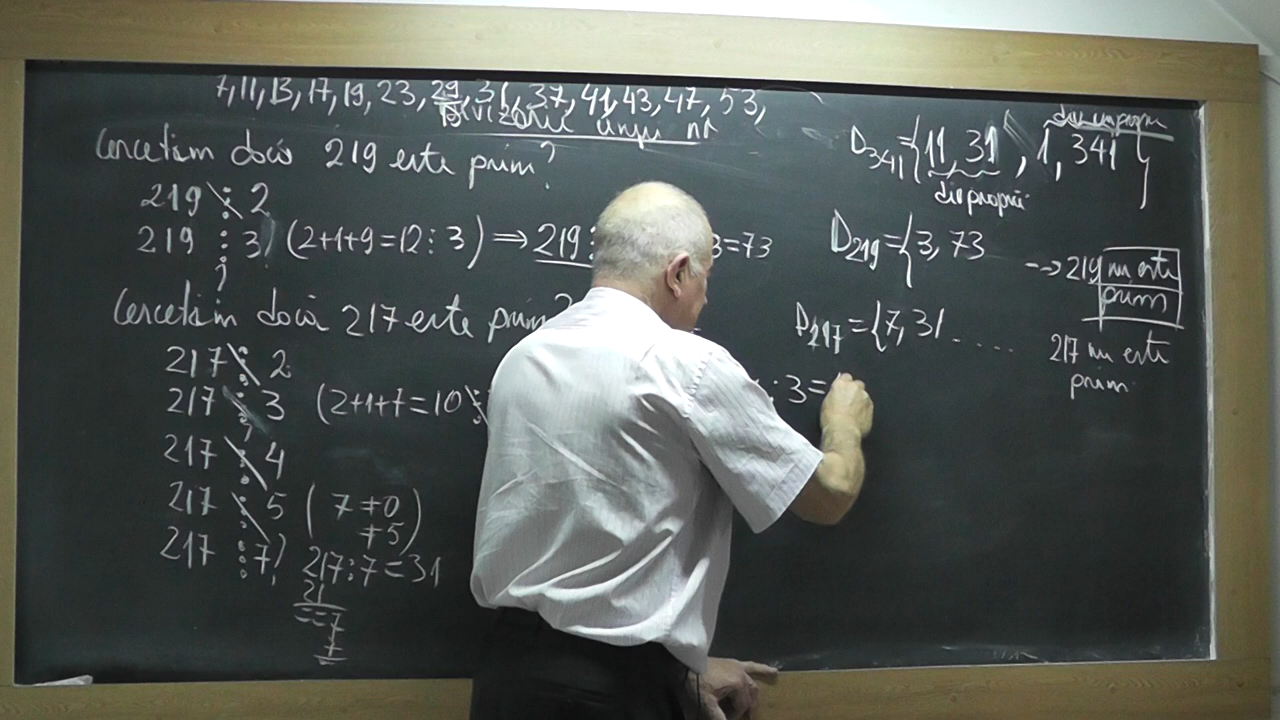 7, 11, 13, 17, 19, 23, 29, 31, 37, 41, 43, 47, 53,
Divizorii unui nr
Cercetăm dacă 219 este prim?
219 ⋮ 2
219 ⋮ 3, (2+1+9=12⋮3) ⟹ 219: 3=73
Cercetăm dacă 217 este prim?
217 ⋮ 2
217 ⋮ 3 (2+1+7=10⋮ : 3=
217 ⋮ 4
217 ⋮ 5 (7 ≠0
≠5)
217 ⋮ 7, 217:7=31
21
==7
7
=
D341={11, 31, 1, 341}
div proprii
D219={3, 73
--> 219 nu este
prim
D217={7, 31 .....
217 nu este
prim